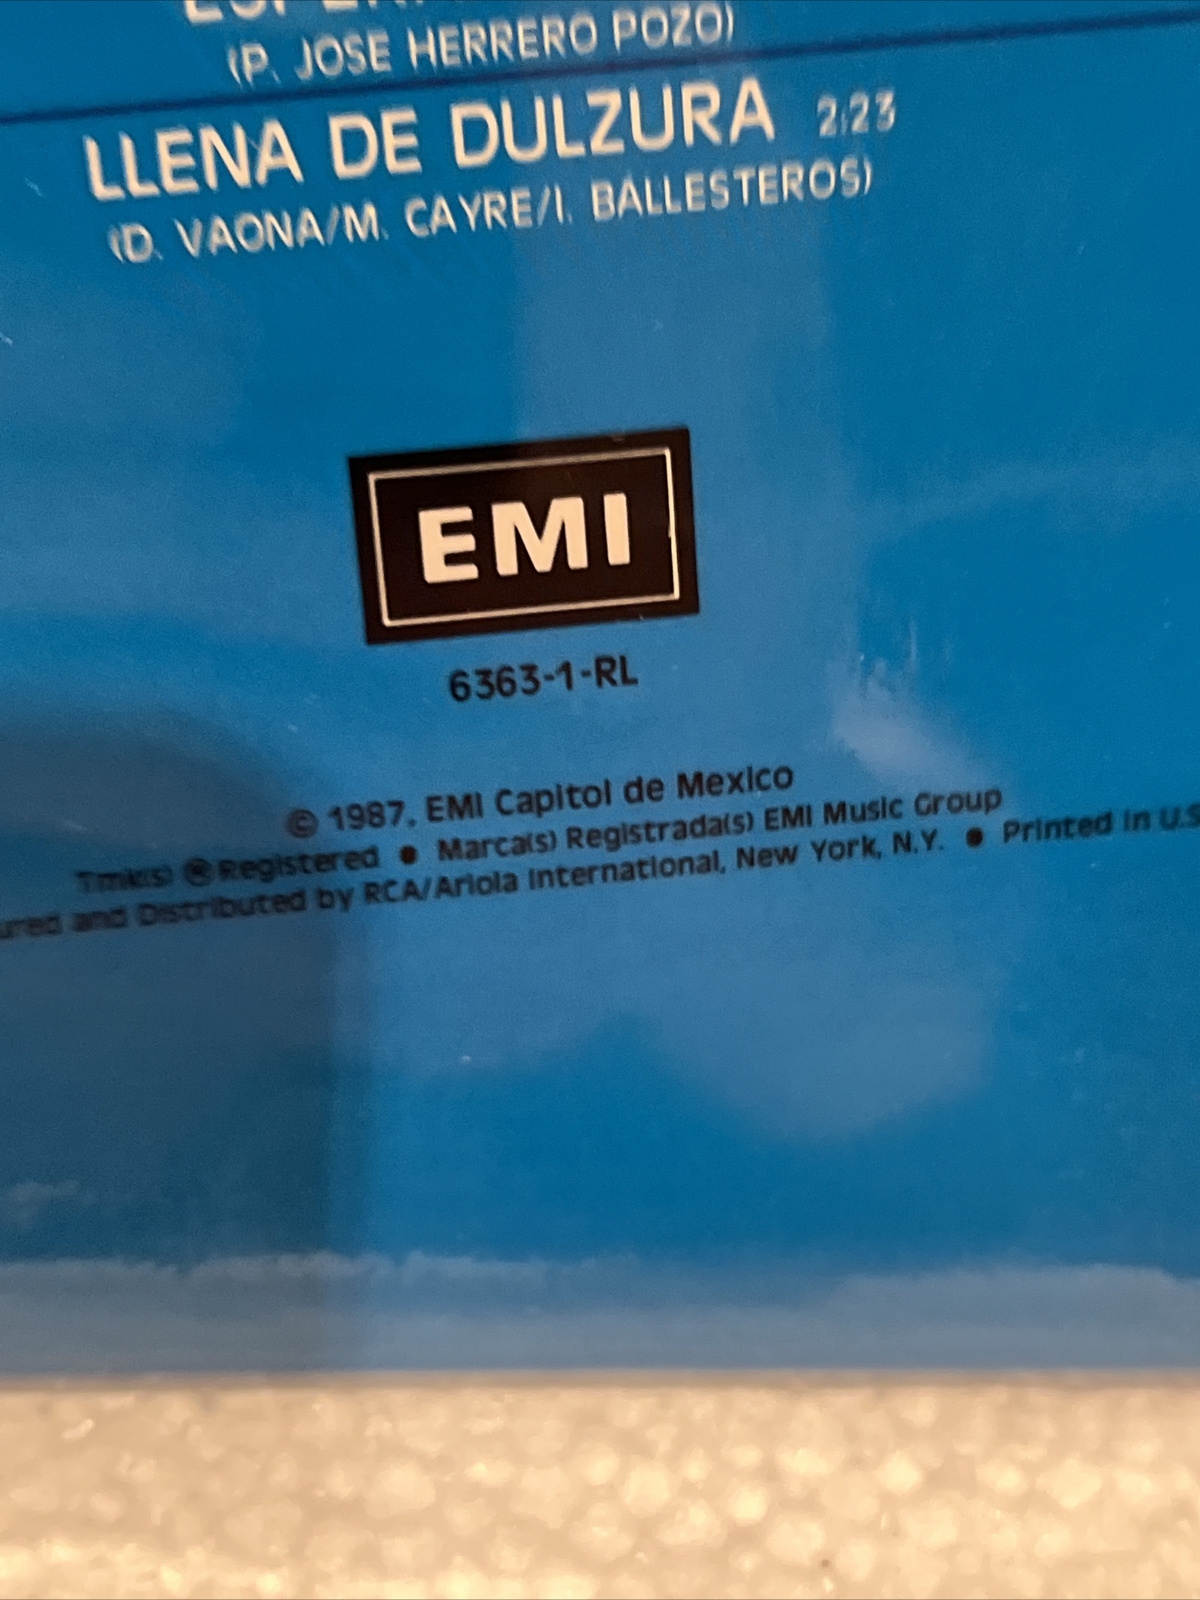 (P. JOSE HERRERO POZO)
LLENA DE DULZURA 2:23
(D. VAONA/M. CAYRE/I. BALLESTEROS)
EMI
6363-1-RL
© 1987, EMI Capitol de Mexico
Tmk(s) ® Registered ● Marca(s) Registrada(s) EMI Music Group
and Distributed by RCA/Ariola International, New York, N.Y. ● Printed in U.S